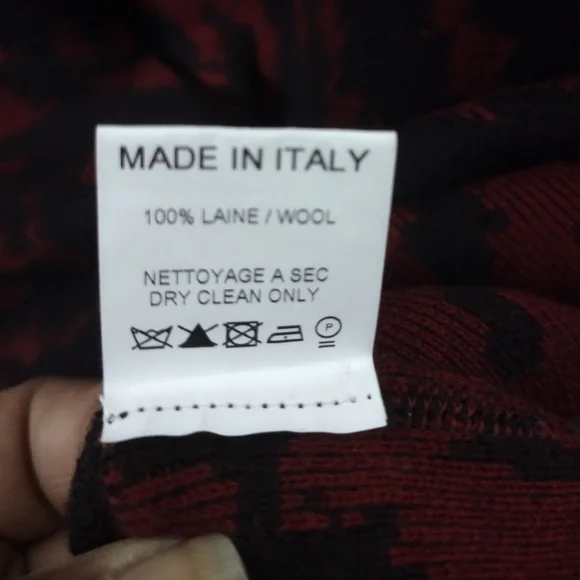 MADE IN ITALY
100% LAINE / WOOL
NETTOYAGE A SEC
DRY CLEAN ONLY
P